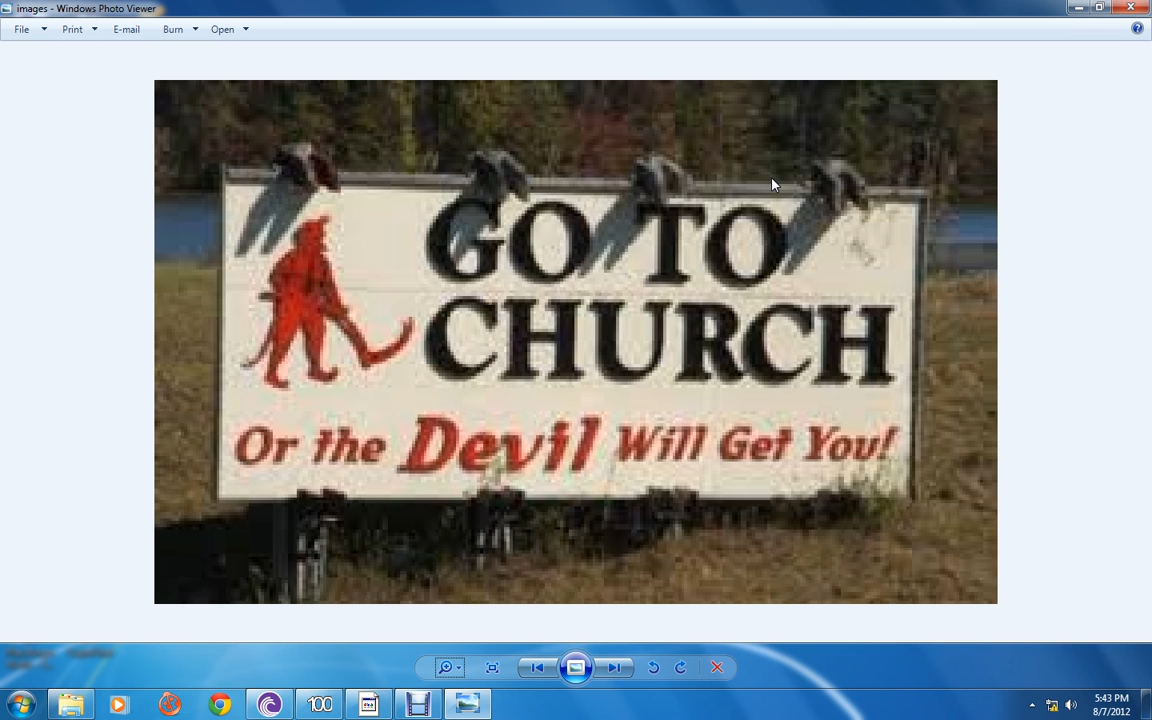 images - Windows Photo Viewer
File Print E-mail Burn Open
GO TO
CHURCH
Or the Devil Will Get You!
100
5:43 PM
8/7/2012